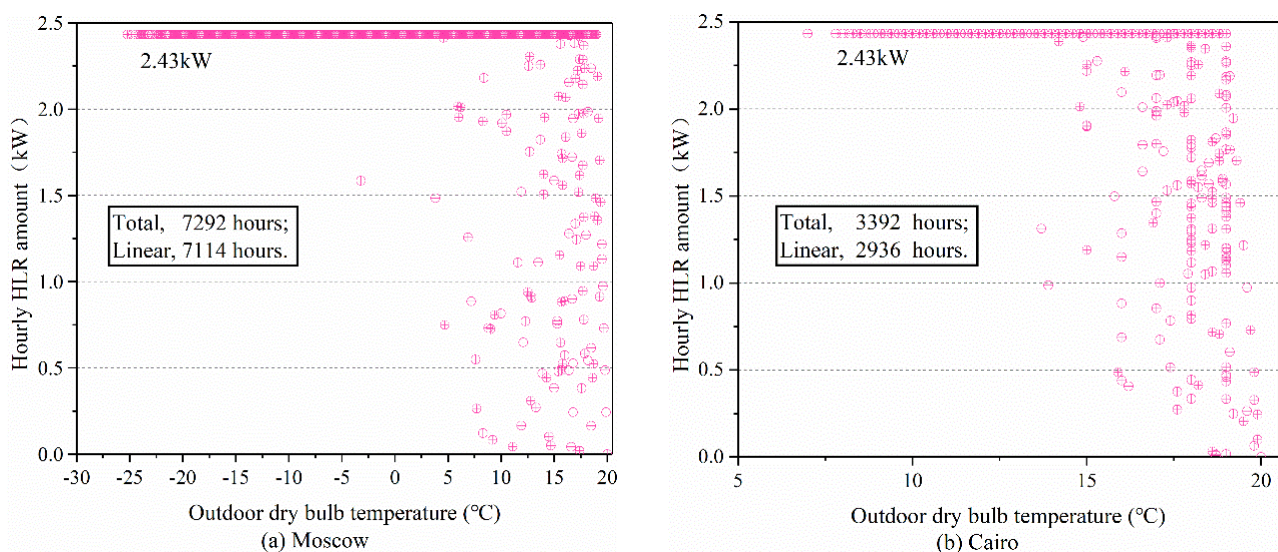 2.5
2.0
1.5
1.0
0.5
0.0
Hourly HLR amount（kW）
2.43kW
Total, 7292 hours;
Linear, 7114 hours.
-30 -25 -20 -15 -10 -5 0 5 10 15 20
Outdoor dry bulb temperature (℃)
(a) Moscow
2.5
2.0
1.5
1.0
0.5
0.0
Hourly HLR amount（kW）
2.43kW
Total, 3392 hours;
Linear, 2936 hours.
5 10 15 20
Outdoor dry bulb temperature (℃)
(b) Cairo